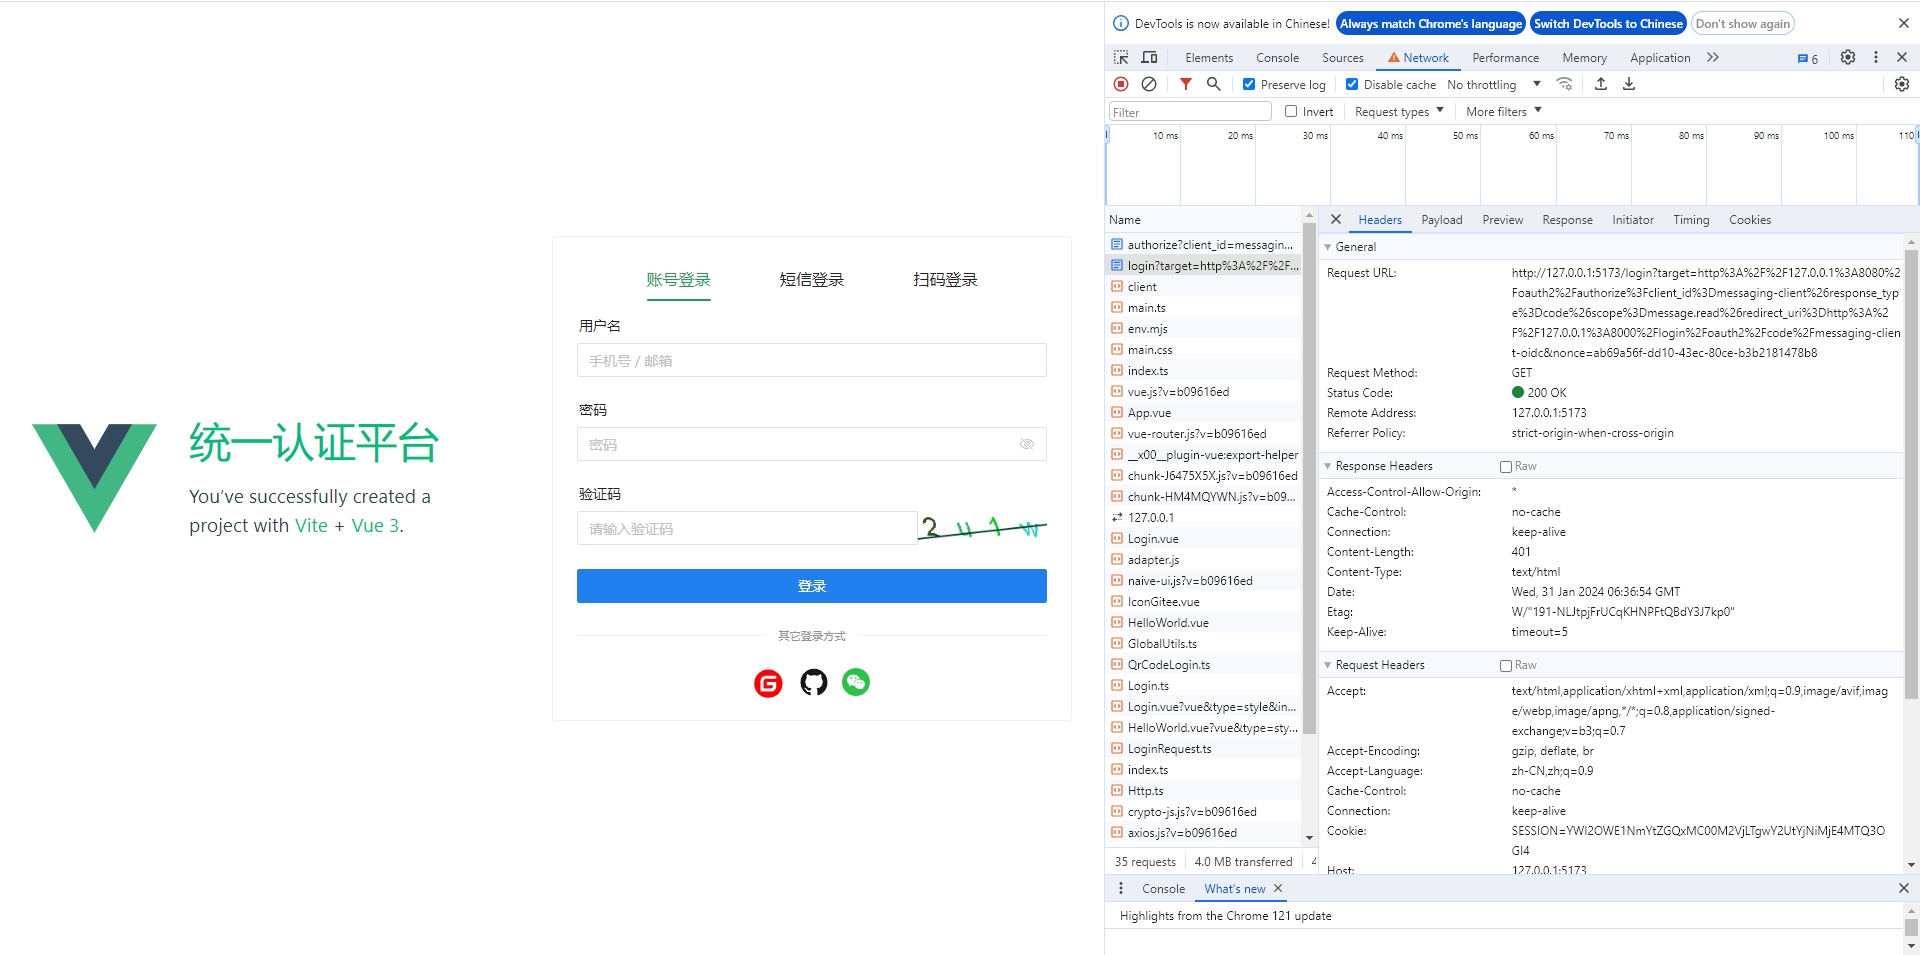 统一认证平台
You've successfully created a
project with Vite + Vue 3.
账号登录 短信登录 扫码登录
用户名
手机号 / 邮箱
密码
密码
验证码
请输入验证码
2 u 1 w
登录
其它登录方式
DevTools is now available in Chinese! Always match Chrome's language Switch DevTools to Chinese Don't show again
Elements Console Sources Network Performance Memory Application 6
Preserve log Disable cache No throttling
Filter Invert Request types More filters
10 ms 20 ms 30 ms 40 ms 50 ms 60 ms 70 ms 80 ms 90 ms 100 ms 110
Name
authorize?client_id=messagin...
login?target=http%3A%2F%2F...
client
main.ts
env.mjs
main.css
index.ts
vue.js?v=b09616ed
App.vue
vue-router.js?v=b09616ed
__x00__plugin-vue:export-helper
chunk-J6475X5X.js?v=b09616ed
chunk-HM4MQYWN.js?v=b09...
127.0.0.1
Login.vue
adapter.js
naive-ui.js?v=b09616ed
IconGitee.vue
HelloWorld.vue
GlobalUtils.ts
QrCodeLogin.ts
Login.ts
Login.vue?vue&type=style&in...
HelloWorld.vue?vue&type=sty...
LoginRequest.ts
index.ts
Http.ts
crypto-js.js?v=b09616ed
axios.js?v=b09616ed
35 requests 4.0 MB transferred 4
Headers Payload Preview Response Initiator Timing Cookies
General
Request URL: http://127.0.0.1:5173/login?target=http%3A%2F%2F127.0.0.1%3A8080%2
Foauth2%2Fauthorize%3Fclient_id%3Dmessaging-client%26response_typ
e%3Dcode%26scope%3Dmessage.read%26redirect_uri%3Dhttp%3A%2
F%2F127.0.0.1%3A8000%2Flogin%2Foauth2%2Fcode%2Fmessaging-clien
t-oidc&nonce=ab69a56f-dd10-43ec-80ce-b3b2181478b8
Request Method: GET
Status Code: 200 OK
Remote Address: 127.0.0.1:5173
Referrer Policy: strict-origin-when-cross-origin
Response Headers Raw
Access-Control-Allow-Origin: *
Cache-Control: no-cache
Connection: keep-alive
Content-Length: 401
Content-Type: text/html
Date: Wed, 31 Jan 2024 06:36:54 GMT
Etag: W/"191-NLJtpjFrUCqKHNPFtQBdY3J7kp0"
Keep-Alive: timeout=5
Request Headers Raw
Accept: text/html,application/xhtml+xml,application/xml;q=0.9,image/avif,imag
e/webp,image/apng,*/*;q=0.8,application/signed-
exchange;v=b3;q=0.7
Accept-Encoding: gzip, deflate, br
Accept-Language: zh-CN,zh;q=0.9
Cache-Control: no-cache
Connection: keep-alive
Cookie: SESSION=YWI2OWE1NmYtZGQxMC00M2VjLTgwY2UtYjNiMjE4MTQ3O
GI4
Host: 127.0.0.1:5173
Console What's new
Highlights from the Chrome 121 update